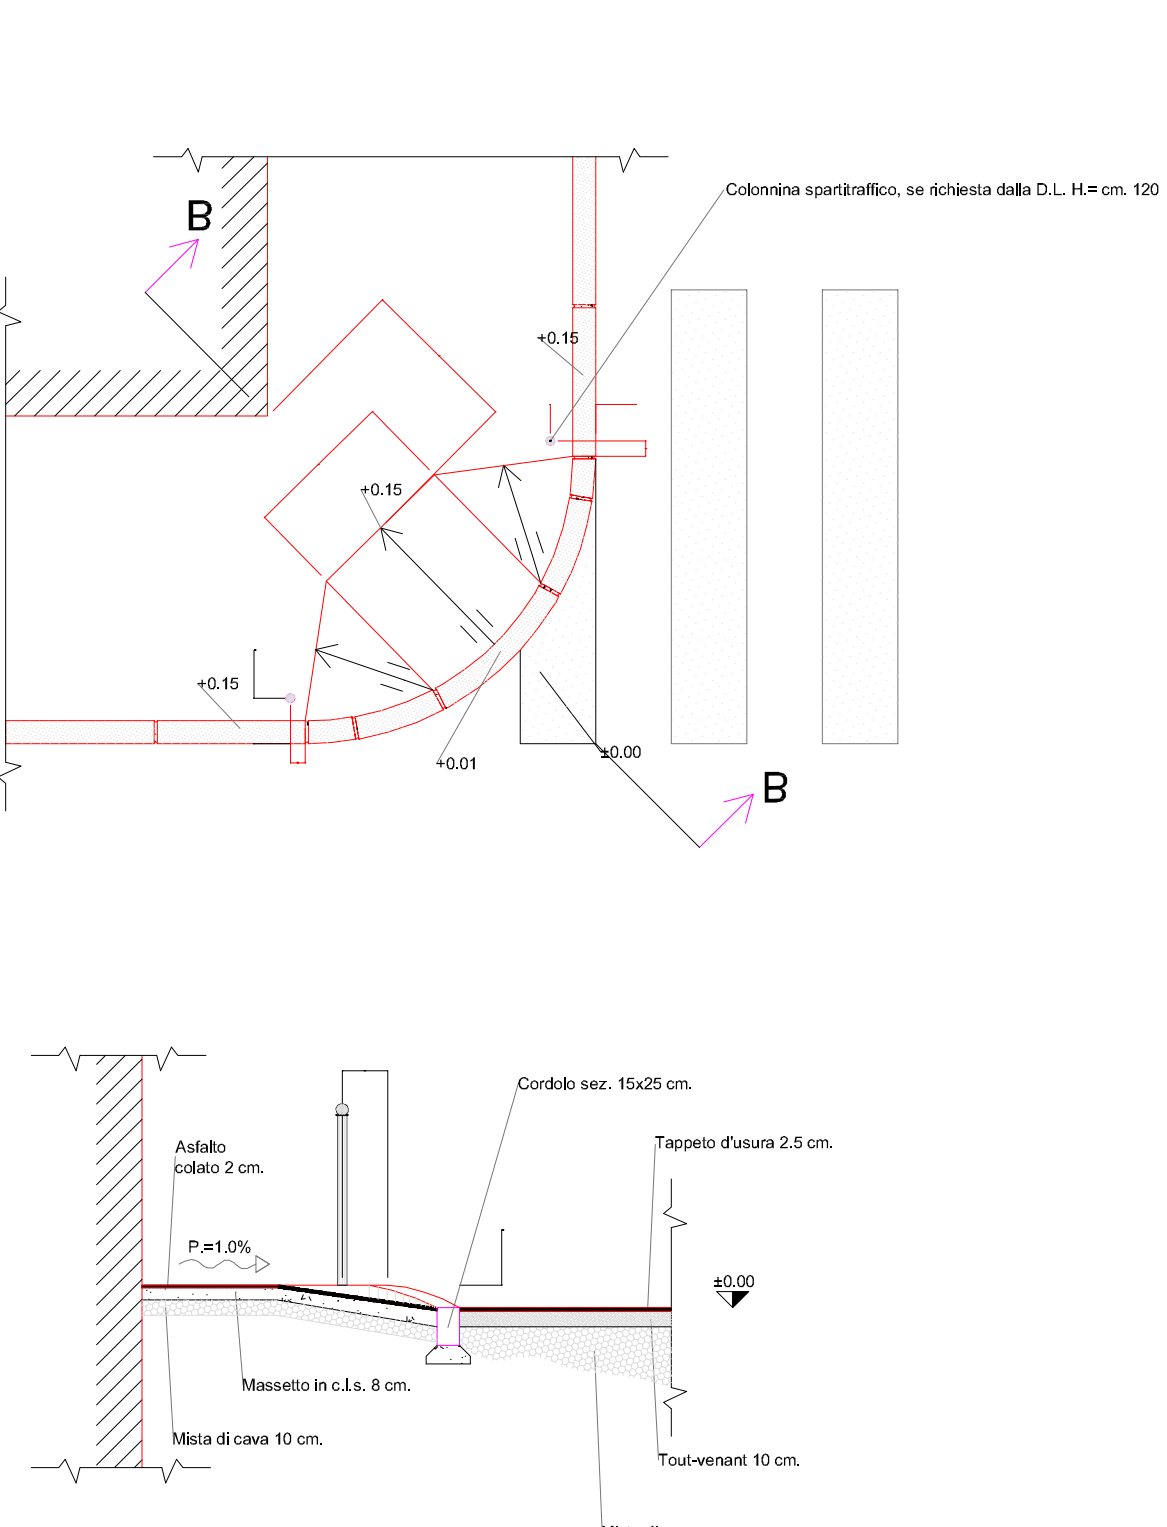 Colonnina spartitraffico, se richiesta dalla D.L. H.= cm. 120
B
+0.15
+0.15
+0.15
±0.00
+0.01
B
Cordolo sez. 15x25 cm.
Tappeto d'usura 2.5 cm.
Asfalto
colato 2 cm.
P.=1.0%
±0.00
Massetto in c.l.s. 8 cm.
Mista di cava 10 cm.
Tout-venant 10 cm.